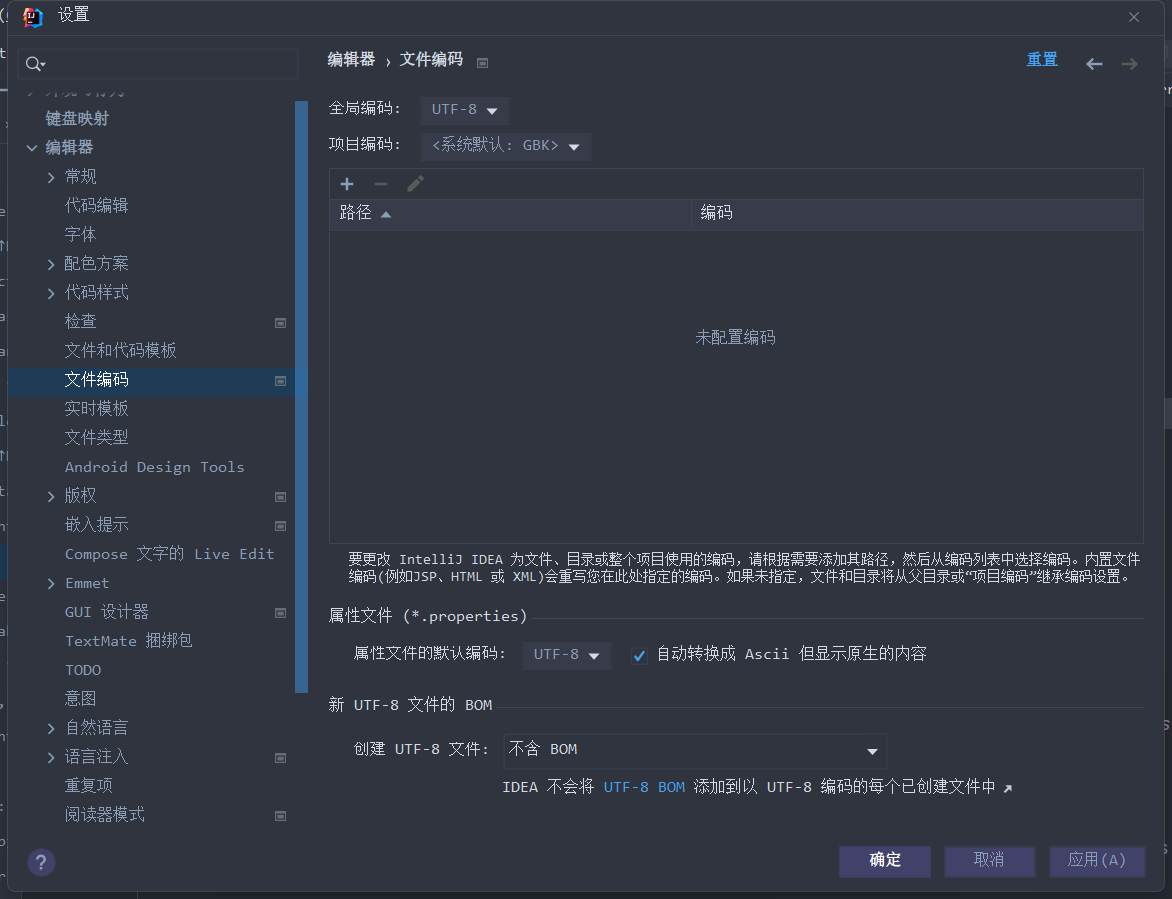 设置
编辑器 › 文件编码
重置
全局编码: UTF-8
项目编码: <系统默认: GBK>
路径 编码
未配置编码
要更改 IntelliJ IDEA 为文件、目录或整个项目使用的编码，请根据需要添加其路径，然后从编码列表中选择编码。内置文件
编码(例如JSP、HTML 或 XML)会重写您在此处指定的编码。如果未指定，文件和目录将从父目录或“项目编码”继承编码设置。
属性文件 (*.properties)
属性文件的默认编码: UTF-8 自动转换成 Ascii 但显示原生的内容
新 UTF-8 文件的 BOM
创建 UTF-8 文件: 不含 BOM
IDEA 不会将 UTF-8 BOM 添加到以 UTF-8 编码的每个已创建文件中
键盘映射
编辑器
常规
代码编辑
字体
配色方案
代码样式
检查
文件和代码模板
文件编码
实时模板
文件类型
Android Design Tools
版权
嵌入提示
Compose 文字的 Live Edit
Emmet
GUI 设计器
TextMate 捆绑包
TODO
意图
自然语言
语言注入
重复项
阅读器模式
?
确定 取消 应用(A)